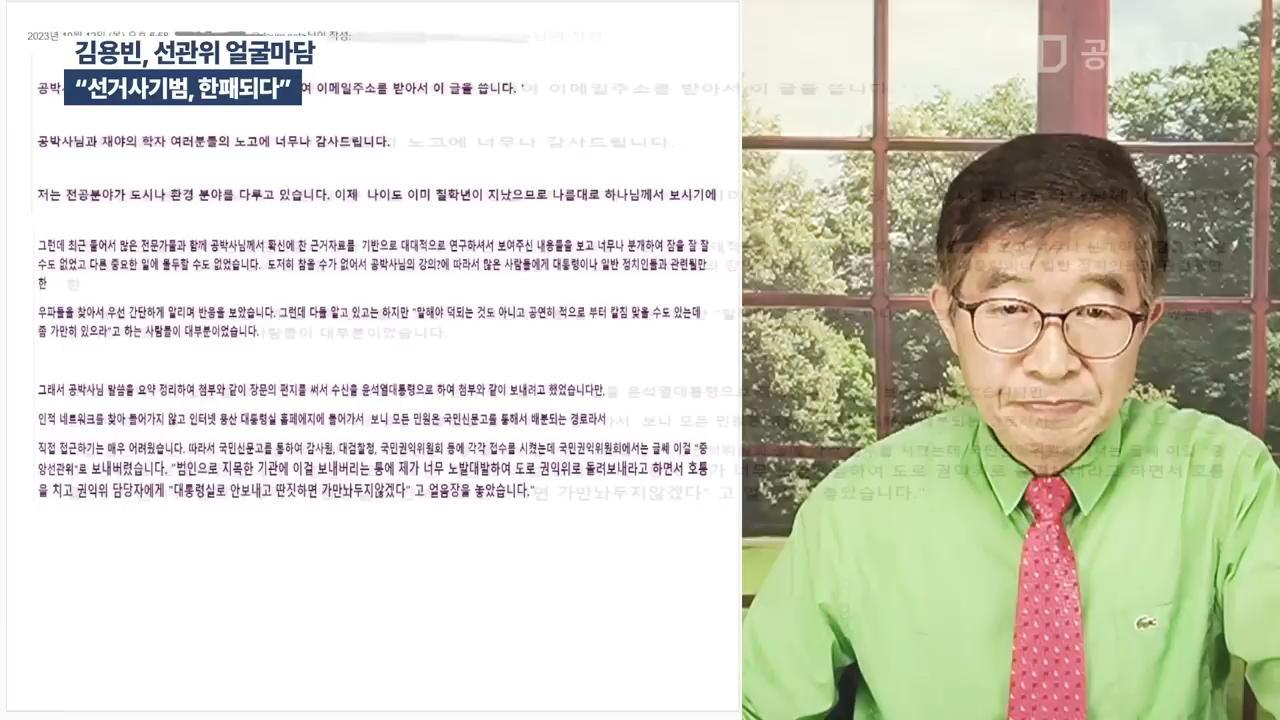 2023년 10월 12일
김용빈, 선관위 얼굴마담
“선거사기범, 한패되다”
여 이메일주소를 받아서 이 글을 씁니다.
공박사님과 재야의 학자 여러분들의 노고에 너무나 감사드립니다.
저는 전공분야가 도시나 환경 분야를 다루고 있습니다. 이제 나이도 이미 칠학년이 지났으므로 나름대로 하나님께서 보시기에
그런데 최근 들어서 많은 전문가들과 함께 공박사님께서 확신에 찬 근거자료를 기반으로 대대적으로 연구하셔서 보여주신 내용들을 보고 너무나 분개하여 잠을 잘 잘
수도 없었고 다른 중요한 일에 몰두할 수도 없었습니다. 도저히 참을 수가 없어서 공박사님의 강의?에 따라서 많은 사람들에게 대통령이나 일반 정치인들과 관련될만
한
우파들을 찾아서 우선 간단하게 알리며 반응을 보았습니다. 그런데 다들 알고 있고는 하지만 "말해야 덕되는 것도 아니고 공연히 적으로 부터 칼침 맞을 수도 있는데
좀 가만히 있으라"고 하는 사람들이 대부분이었습니다.
그래서 공박사님 말씀을 요약 정리하여 첨부와 같이 장문의 편지를 써서 수신을 윤석열대통령으로 하여 첨부와 같이 보내려고 했었습니다만,
인적 네트워크를 찾아 들어가지 않고 인터넷 용산 대통령실 홈페이지에 들어가서 보니 모든 민원은 국민신문고를 통해서 배분되는 경로라서
직접 접근하기는 매우 어려웠습니다. 따라서 국민신문고를 통하여 감사원, 대검찰청, 국민권익위원회 등에 각각 접수를 시켰는데 국민권익위원회에서는 글쎄 이걸 "중
앙선관위"로 보내버렸습니다. "범인으로 지목한 기관에 이걸 보내버리는 통에 제가 너무 노발대발하여 도로 권익위로 돌려보내라고 하면서 호통
을 치고 권익위 담당자에게 "대통령실로 안보내고 딴짓하면 가만놔두지않겠다" 고 엄음장을 놓았습니다."